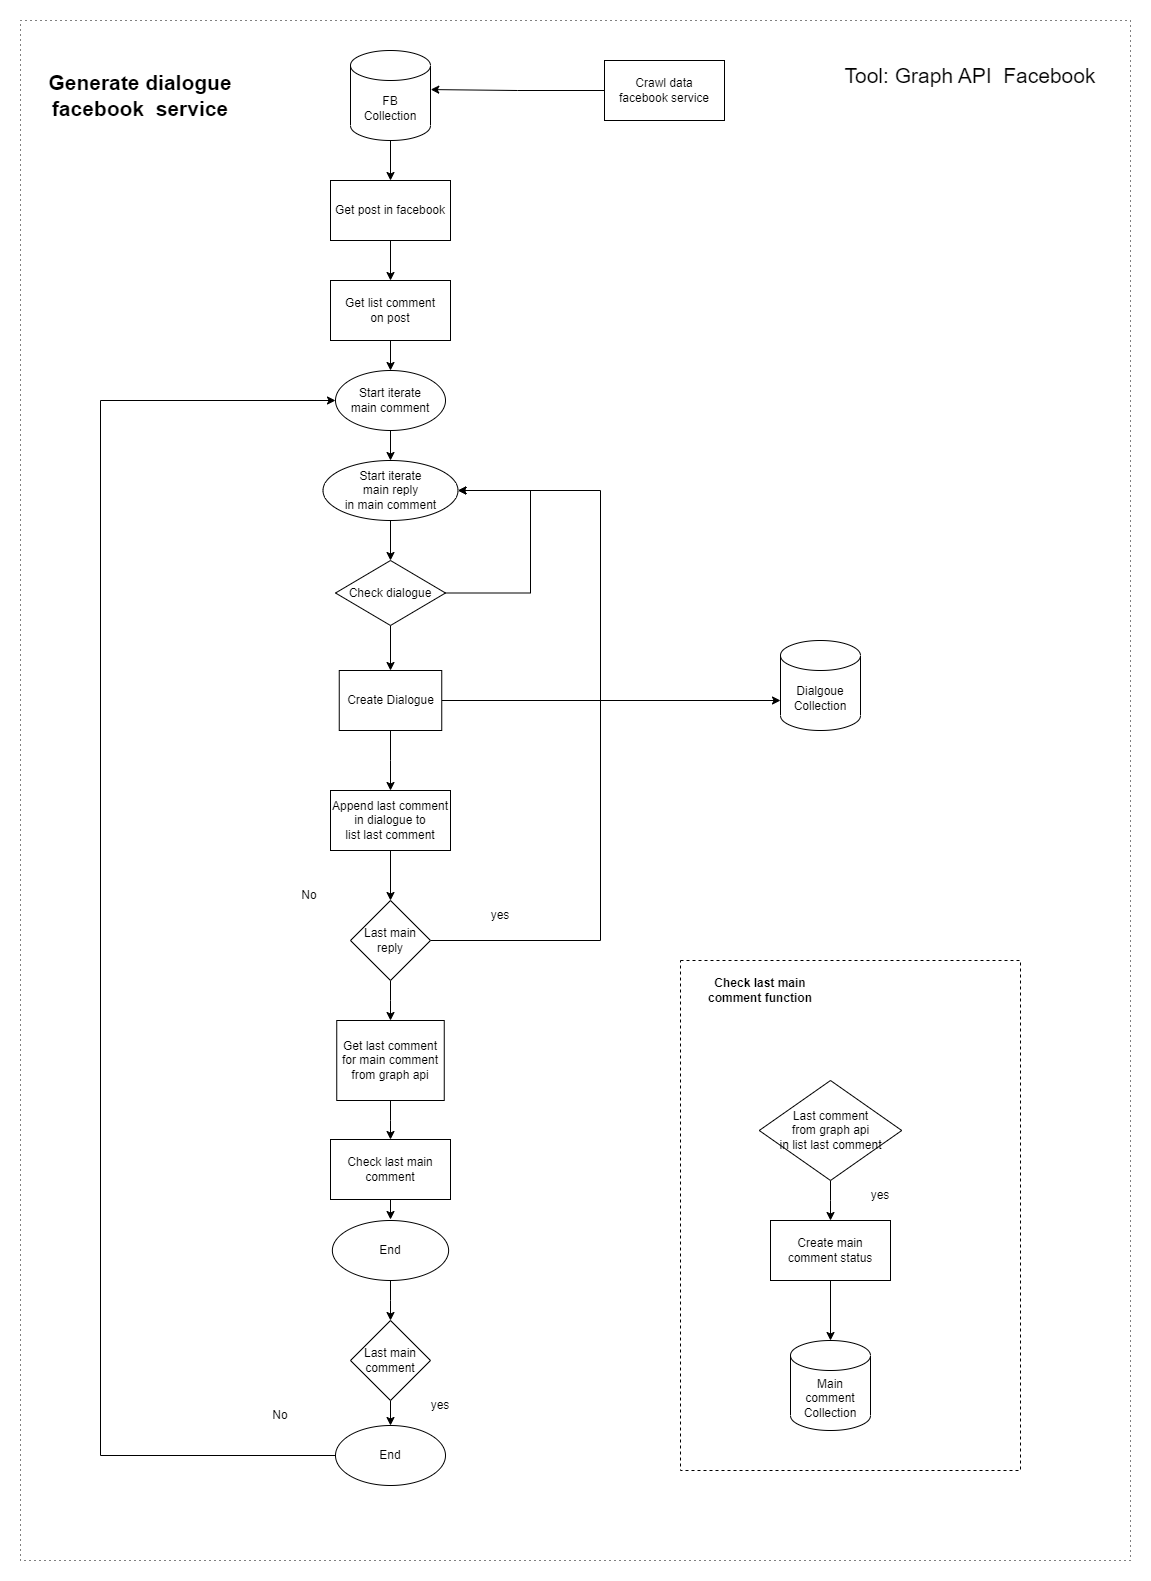 Generate dialogue
facebook service
Tool: Graph API Facebook
FB
Collection
Crawl data
facebook service
Get post in facebook
Get list comment
on post
Start iterate
main comment
Start iterate
main reply
in main comment
Check dialogue
Create Dialogue
Dialgoue
Collection
Append last comment
in dialogue to
list last comment
No
yes
Last main
reply
Get last comment
for main comment
from graph api
Check last main
comment
End
Last main
comment
yes
No
End
Check last main
comment function
Last comment
from graph api
in list last comment
yes
Create main
comment status
Main
comment
Collection